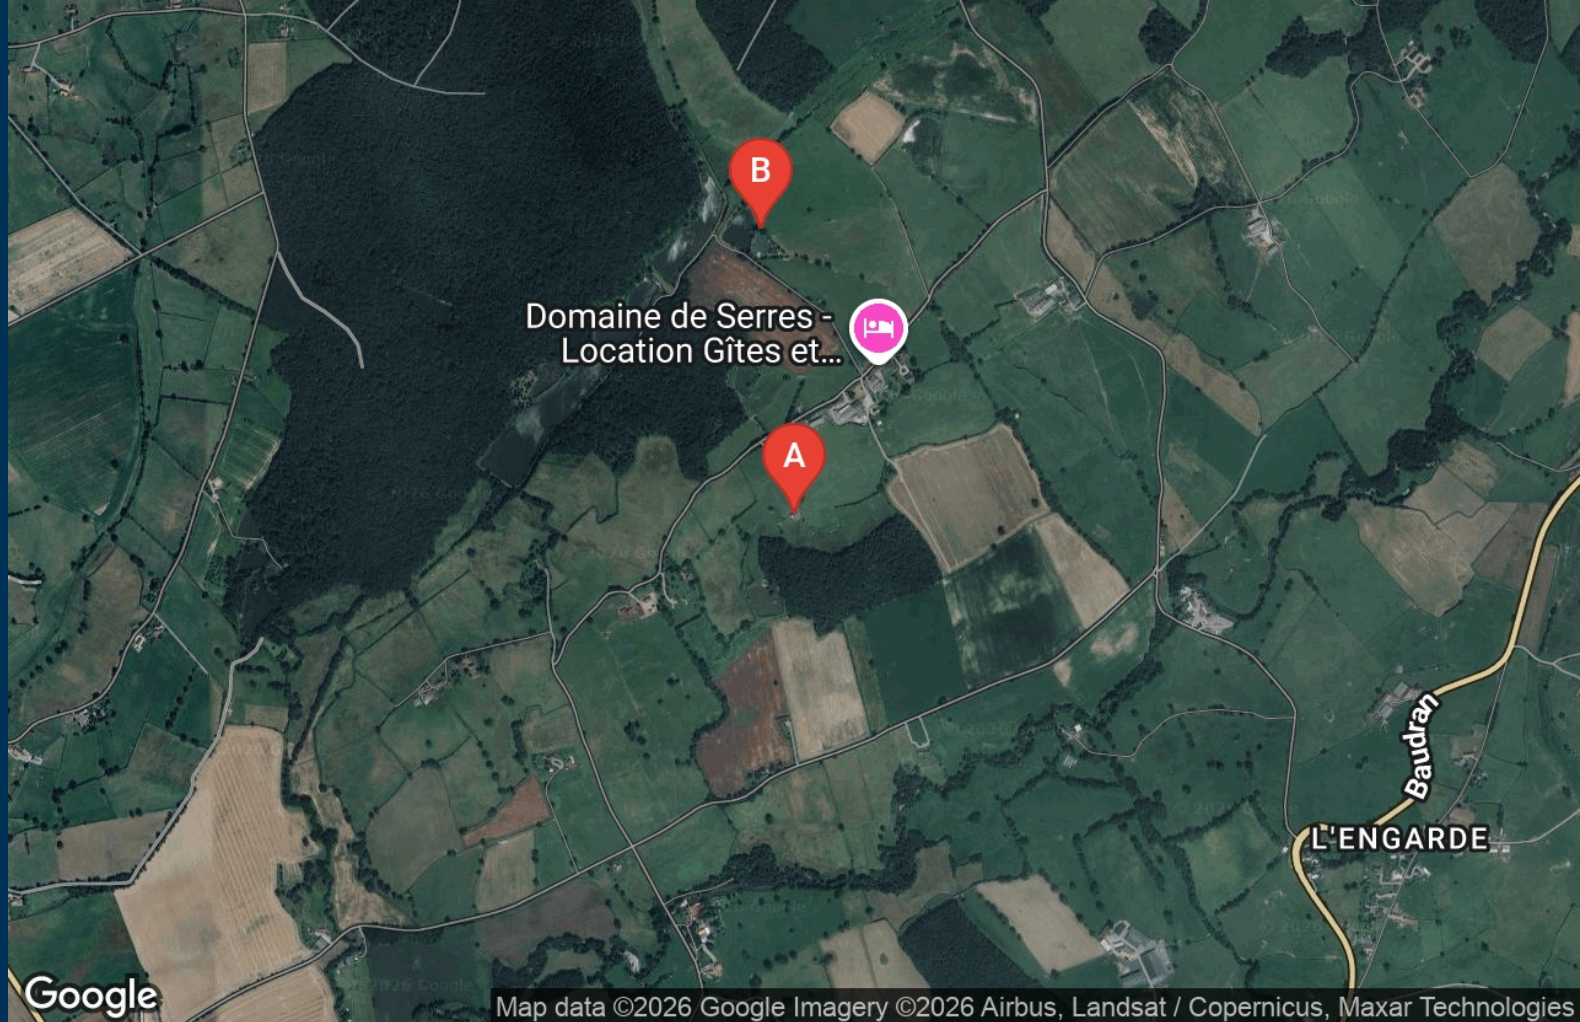 B
Domaine de Serres -
Location Gîtes et...
A
Baudran
L'ENGARDE
Google
Map data ©2026 Google Imagery ©2026 Airbus, Landsat / Copernicus, Maxar Technologies